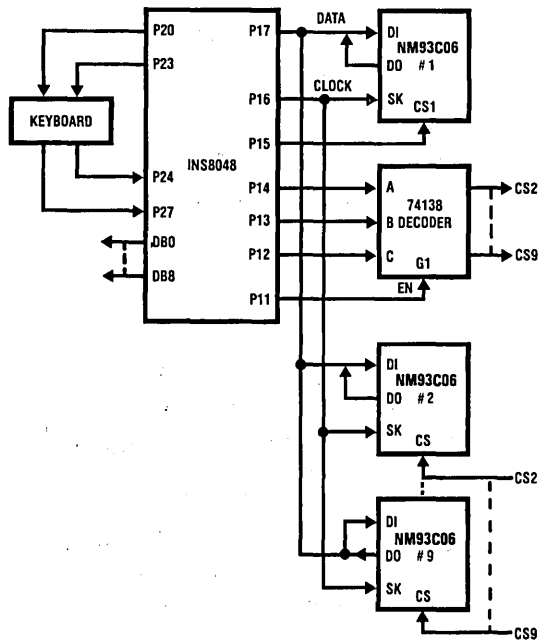 P20
P23
KEYBOARD
P24
P27
DB0
DB8
INS8048
P17
P16
P15
P14
P13
P12
P11
DATA
CLOCK
DI
NM93C06
DO #1
SK
CS1
A
74138
B DECODER
C
G1
EN
CS2
CS9
DI
NM93C06
DO #2
SK
CS
CS2
DI
NM93C06
DO #9
SK
CS
CS9